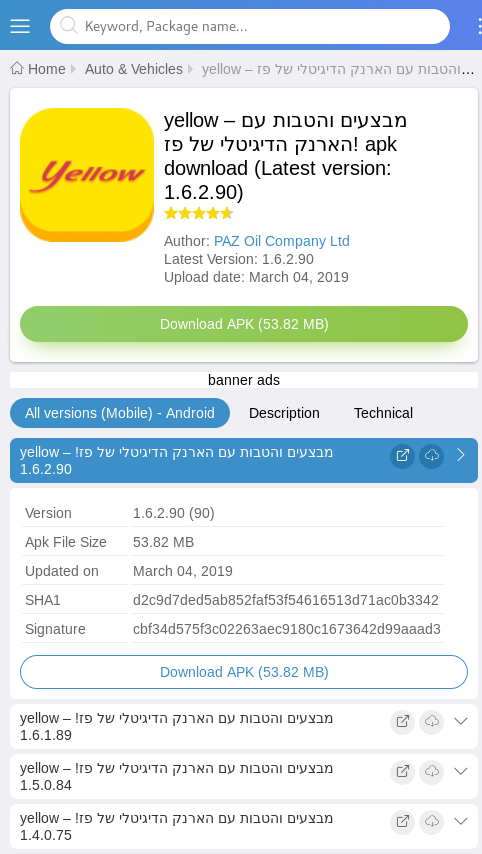 Keyword, Package name...
Home Auto & Vehicles yellow – מבצעים והטבות עם הארנק הדיגיטלי של פז...
Yellow
yellow – מבצעים והטבות עם
הארנק הדיגיטלי של פז! apk
download (Latest version:
1.6.2.90)
Author: PAZ Oil Company Ltd
Latest Version: 1.6.2.90
Upload date: March 04, 2019
Download APK (53.82 MB)
banner ads
All versions (Mobile) - Android Description Technical
yellow – מבצעים והטבות עם הארנק הדיגיטלי של פז!
1.6.2.90
Version 1.6.2.90 (90)
Apk File Size 53.82 MB
Updated on March 04, 2019
SHA1 d2c9d7ded5ab852faf53f54616513d71ac0b3342
Signature cbf34d575f3c02263aec9180c1673642d99aaad3
Download APK (53.82 MB)
yellow – מבצעים והטבות עם הארנק הדיגיטלי של פז!
1.6.1.89
yellow – מבצעים והטבות עם הארנק הדיגיטלי של פז!
1.5.0.84
yellow – מבצעים והטבות עם הארנק הדיגיטלי של פז!
1.4.0.75